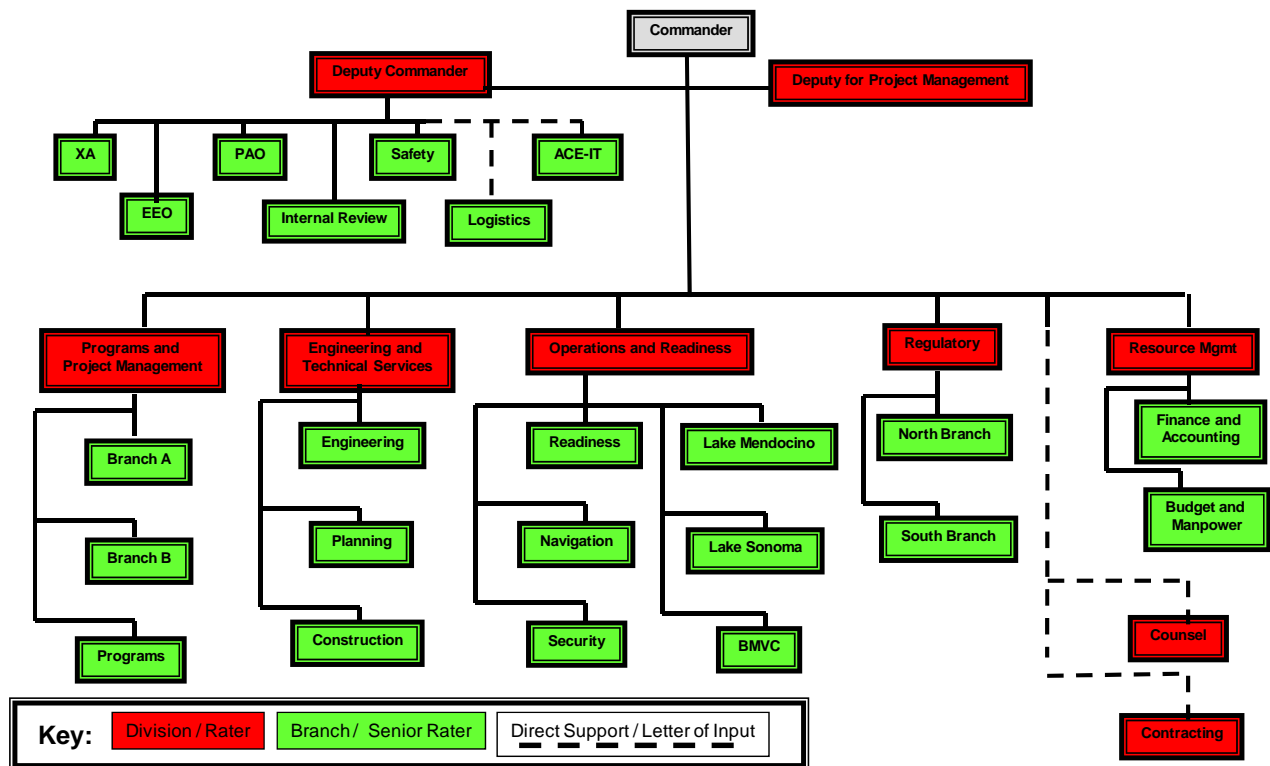 Commander
Deputy Commander
Deputy for Project Management
XA
PAO
Safety
ACE-IT
EEO
Internal Review
Logistics
Programs and
Project Management
Engineering and
Technical Services
Operations and Readiness
Regulatory
Resource Mgmt
Branch A
Engineering
Readiness
Lake Mendocino
North Branch
Finance and
Accounting
Branch B
Planning
Navigation
Lake Sonoma
South Branch
Budget and
Manpower
Programs
Construction
Security
BMVC
Counsel
Contracting
Key:
Division / Rater
Branch / Senior Rater
Direct Support / Letter of Input